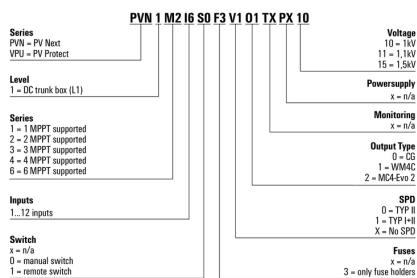 PVN 1 M2 I6 S0 F3 V1 O1 TX PX 10
Series
PVN = PV Next
VPU = PV Protect
Level
1 = DC trunk box (L1)
Series
1 = 1 MPPT supported
2 = 2 MPPT supported
3 = 3 MPPT supported
4 = 4 MPPT supported
6 = 6 MPPT supported
Inputs
1...12 inputs
Switch
x = n/a
0 = manual switch
1 = remote switch
Voltage
10 = 1kV
11 = 1,1kV
15 = 1,5kV
Powersupply
x = n/a
Monitoring
x = n/a
Output Type
0 = CG
1 = WM4C
2 = MC4-Evo 2
SPD
0 = TYP II
1 = TYP I+II
X = No SPD
Fuses
x = n/a
3 = only fuse holders